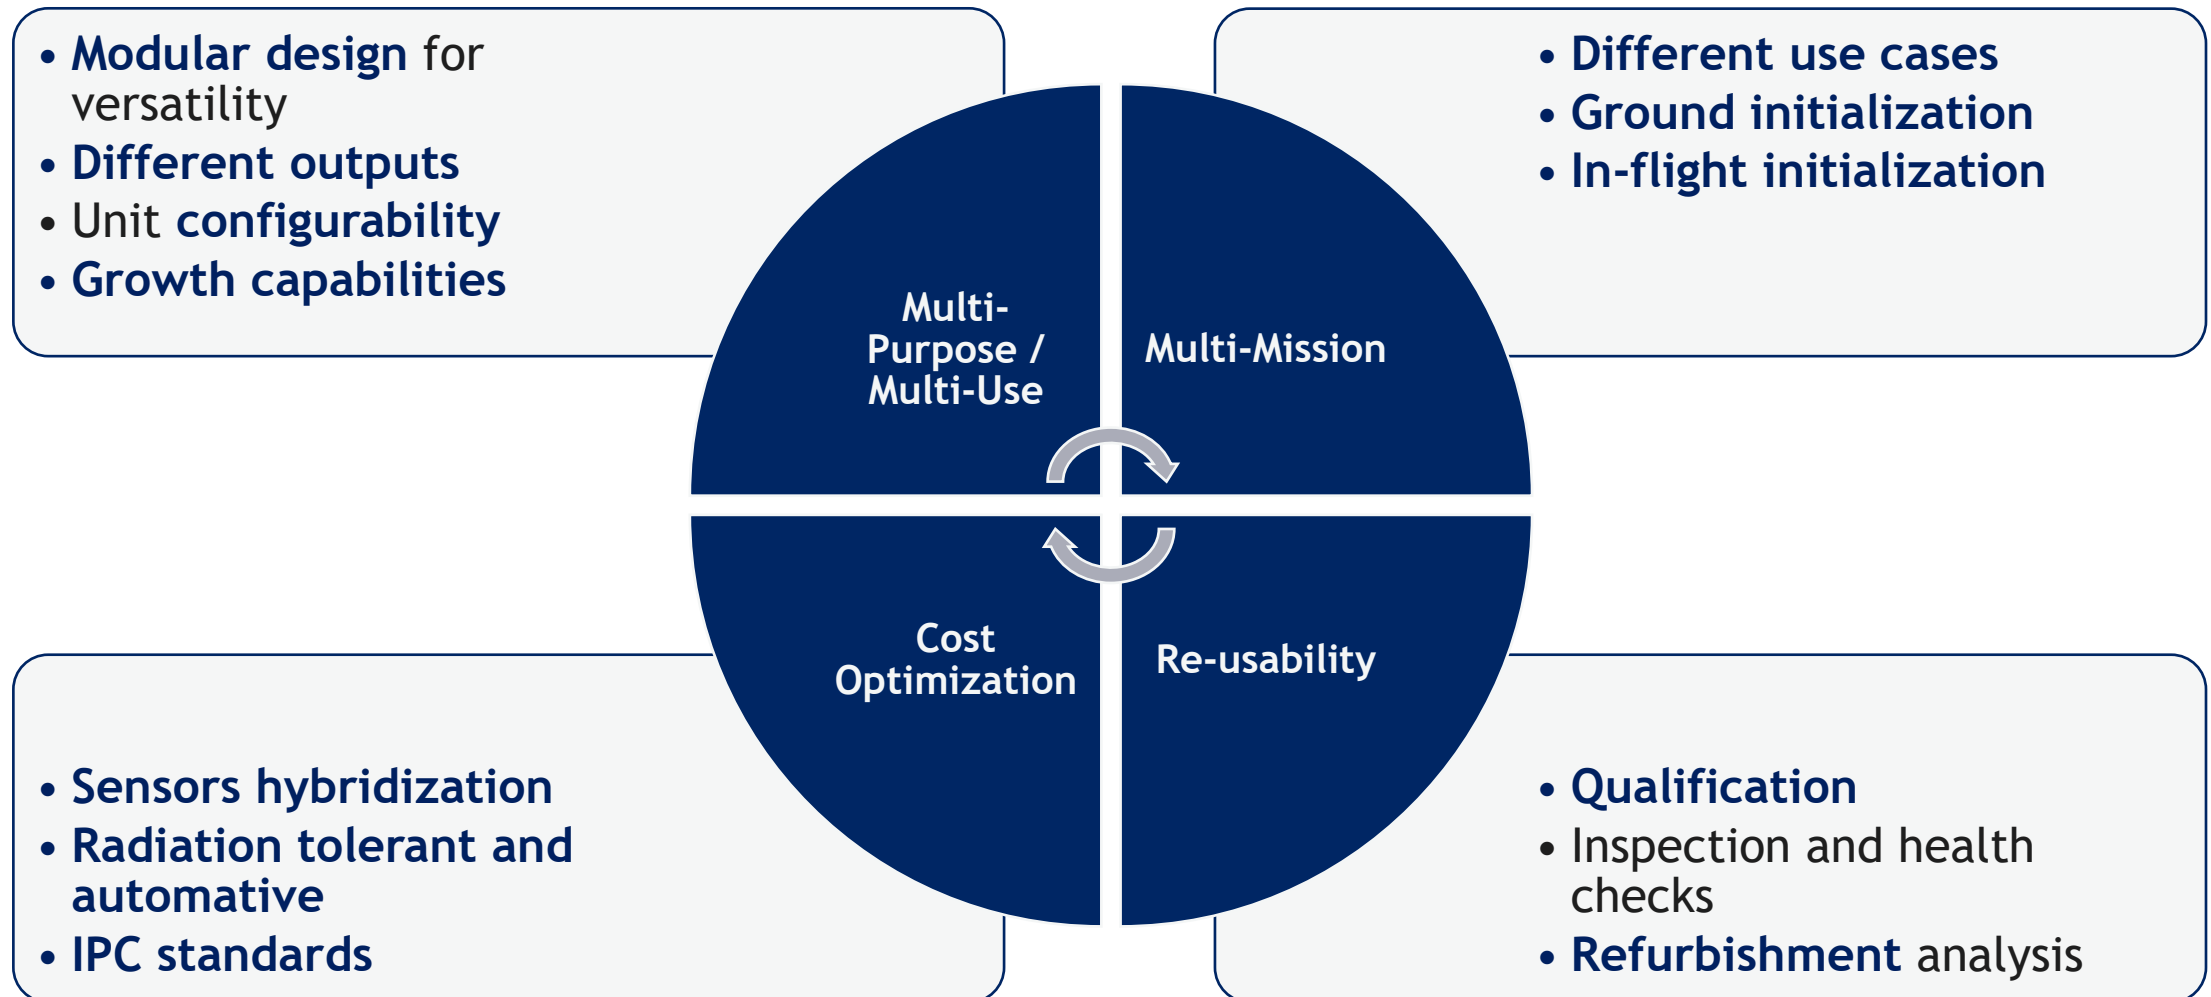 • Modular design for
versatility
• Different outputs
• Unit configurability
• Growth capabilities
• Different use cases
• Ground initialization
• In-flight initialization
Multi-
Purpose /
Multi-Use
Multi-Mission
Cost
Optimization
Re-usability
• Sensors hybridization
• Radiation tolerant and
automative
• IPC standards
• Qualification
• Inspection and health
checks
• Refurbishment analysis